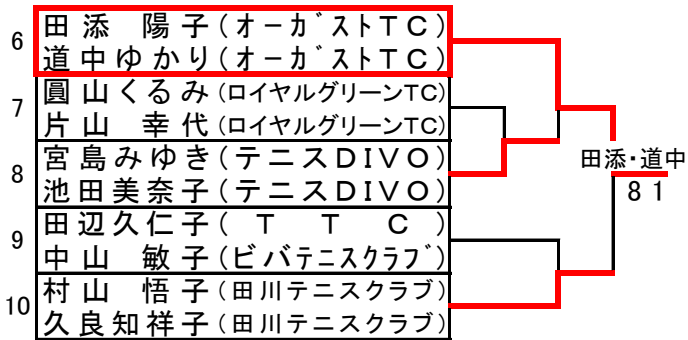 6
田添 陽子(オーガストTC)
道中ゆかり(オーガストTC)
7
圓山くるみ(ロイヤルグリーンTC)
片山 幸代(ロイヤルグリーンTC)
8
宮島みゆき(テニスDIVO)
池田美奈子(テニスDIVO)
9
田辺久仁子( T T C )
中山 敏子(ビバテニスクラブ)
10
村山 悟子(田川テニスクラブ)
久良知祥子(田川テニスクラブ)
田添・道中
8 1